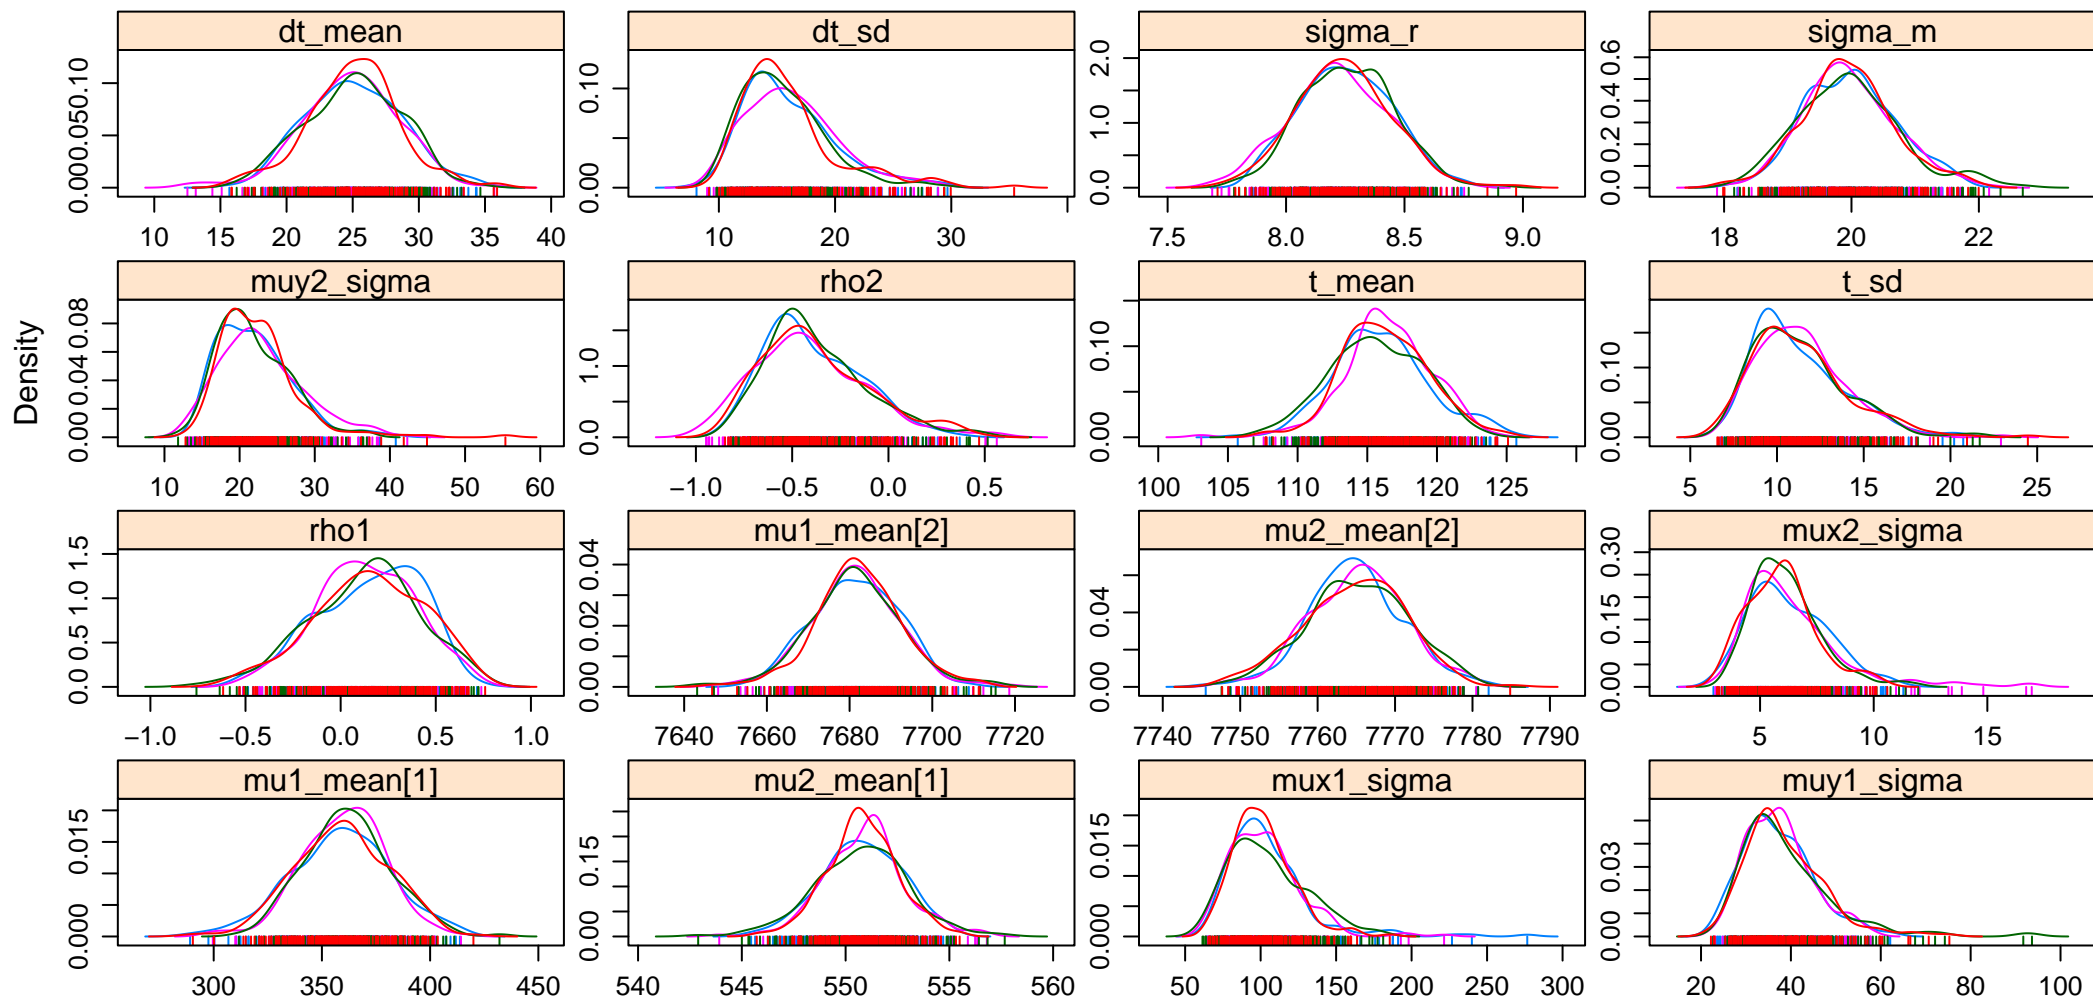 dt_mean
dt_sd
sigma_r
sigma_m
0.00 0.05 0.10
0.00 0.10
0.0 1.0 2.0
0.0 0.2 0.4 0.6
10 15 20 25 30 35 40
10 20 30
7.5 8.0 8.5 9.0
18 20 22
muy2_sigma
rho2
t_mean
t_sd
Density
0.00 0.04 0.08
0.0 1.0
0.00 0.10
0.00 0.10
10 20 30 40 50 60
−1.0 −0.5 0.0 0.5
100 105 110 115 120 125
5 10 15 20 25
rho1
mu1_mean[2]
mu2_mean[2]
mux2_sigma
0.0 0.5 1.0 1.5
0.00 0.02 0.04
0.00 0.04
0.00 0.15 0.30
−1.0 −0.5 0.0 0.5 1.0
7640 7660 7680 7700 7720
7740 7750 7760 7770 7780 7790
5 10 15
mu1_mean[1]
mu2_mean[1]
mux1_sigma
muy1_sigma
0.000 0.015
0.00 0.15
0.000 0.015
0.00 0.03
300 350 400 450
540 545 550 555 560
50 100 150 200 250 300
20 40 60 80 100